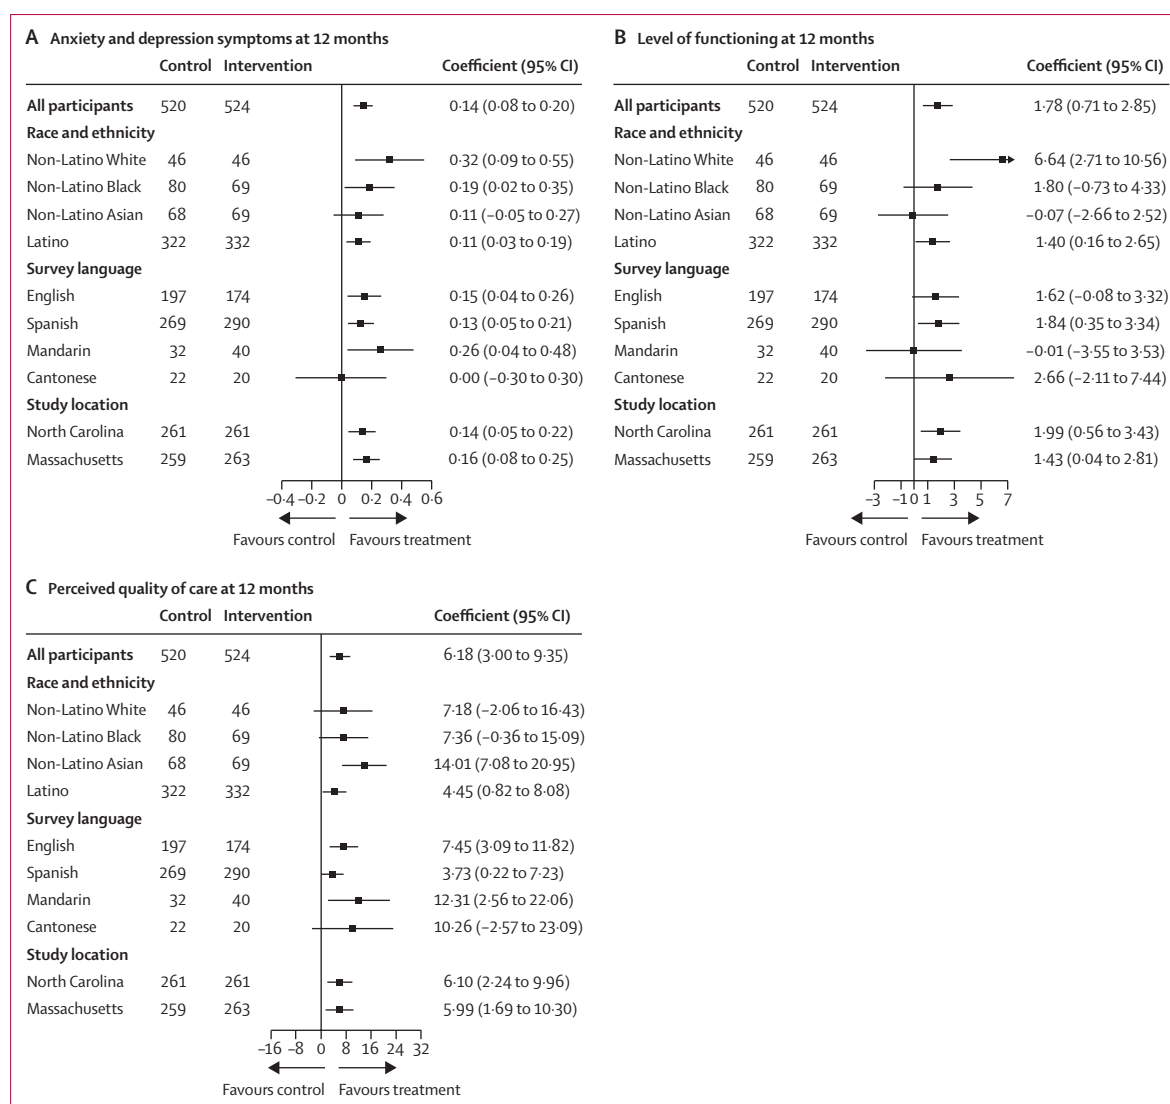 A Anxiety and depression symptoms at 12 months
Control Intervention Coefficient (95% CI)
All participants 520 524 0·14 (0·08 to 0·20)
Race and ethnicity
Non-Latino White 46 46 0·32 (0·09 to 0·55)
Non-Latino Black 80 69 0·19 (0·02 to 0·35)
Non-Latino Asian 68 69 0·11 (−0·05 to 0·27)
Latino 322 332 0·11 (0·03 to 0·19)
Survey language
English 197 174 0·15 (0·04 to 0·26)
Spanish 269 290 0·13 (0·05 to 0·21)
Mandarin 32 40 0·26 (0·04 to 0·48)
Cantonese 22 20 0·00 (−0·30 to 0·30)
Study location
North Carolina 261 261 0·14 (0·05 to 0·22)
Massachusetts 259 263 0·16 (0·08 to 0·25)
−0·4 −0·2 0 0·2 0·4 0·6
Favours control Favours treatment
B Level of functioning at 12 months
Control Intervention Coefficient (95% CI)
All participants 520 524 1·78 (0·71 to 2·85)
Race and ethnicity
Non-Latino White 46 46 6·64 (2·71 to 10·56)
Non-Latino Black 80 69 1·80 (−0·73 to 4·33)
Non-Latino Asian 68 69 −0·07 (−2·66 to 2·52)
Latino 322 332 1·40 (0·16 to 2·65)
Survey language
English 197 174 1·62 (−0·08 to 3·32)
Spanish 269 290 1·84 (0·35 to 3·34)
Mandarin 32 40 −0·01 (−3·55 to 3·53)
Cantonese 22 20 2·66 (−2·11 to 7·44)
Study location
North Carolina 261 261 1·99 (0·56 to 3·43)
Massachusetts 259 263 1·43 (0·04 to 2·81)
−3 −1 0 1 3 5 7
Favours control Favours treatment
C Perceived quality of care at 12 months
Control Intervention Coefficient (95% CI)
All participants 520 524 6·18 (3·00 to 9·35)
Race and ethnicity
Non-Latino White 46 46 7·18 (−2·06 to 16·43)
Non-Latino Black 80 69 7·36 (−0·36 to 15·09)
Non-Latino Asian 68 69 14·01 (7·08 to 20·95)
Latino 322 332 4·45 (0·82 to 8·08)
Survey language
English 197 174 7·45 (3·09 to 11·82)
Spanish 269 290 3·73 (0·22 to 7·23)
Mandarin 32 40 12·31 (2·56 to 22·06)
Cantonese 22 20 10·26 (−2·57 to 23·09)
Study location
North Carolina 261 261 6·10 (2·24 to 9·96)
Massachusetts 259 263 5·99 (1·69 to 10·30)
−16 −8 0 8 16 24 32
Favours control Favours treatment